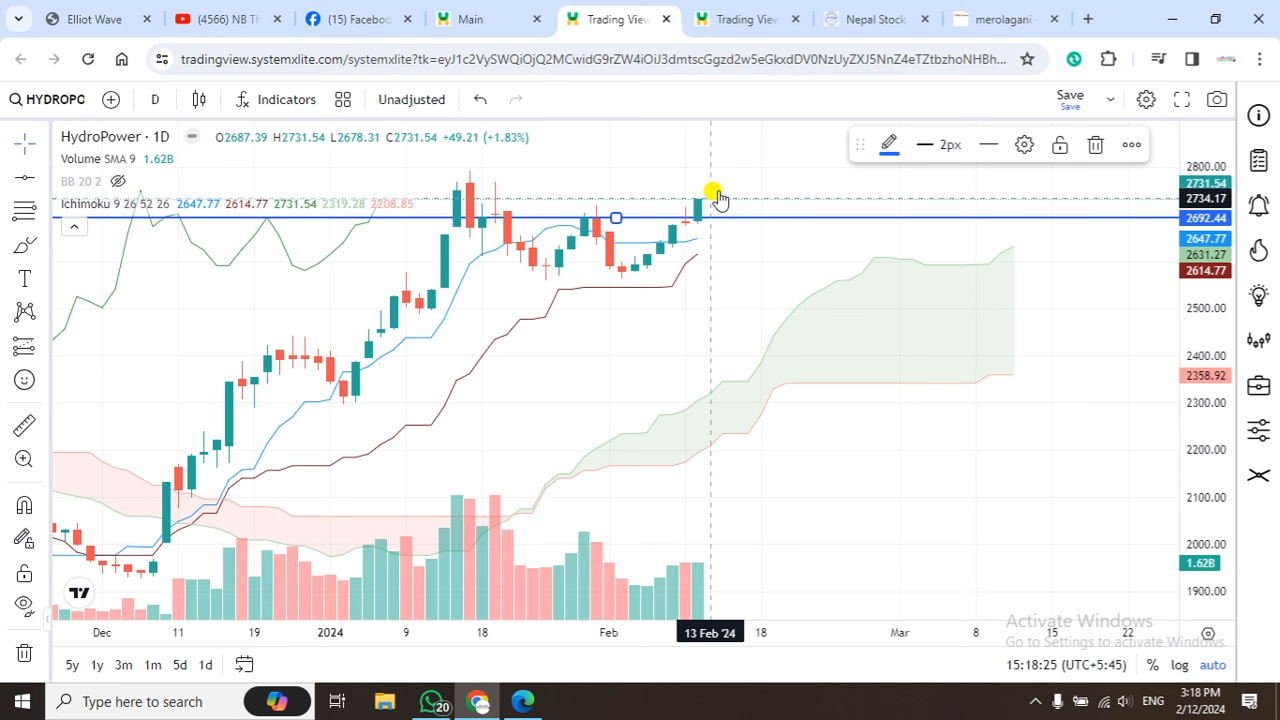 Elliot Wave
(4566) NB Th
(15) Faceboo
Main
Trading View
Trading View
Nepal Stock
merolagani
tradingview.systemxlite.com/systemxlite?tk=
HYDROPO
D
Indicators
Unadjusted
Save
Save
HydroPower · 1D
O2687.39 H2731.54 L2678.31 C2731.54 +49.21 (+1.83%)
2px
Volume SMA 9 1.62B
BB 20 2
Ichimoku 9 26 52 26 2647.77 2614.77 2731.54 2319.28 2208.85
2800.00
2731.54
2734.17
2692.44
2647.77
2631.27
2614.77
2500.00
2400.00
2358.92
2300.00
2200.00
2100.00
2000.00
1.62B
1900.00
Dec
11
19
2024
9
18
Feb
13 Feb '24
18
Mar
8
15
22
Activate Windows
Go to Settings to activate Windows.
5y
1y
3m
1m
5d
1d
15:18:25 (UTC+5:45)
%
log
auto
Type here to search
20
ENG
3:18 PM
2/12/2024